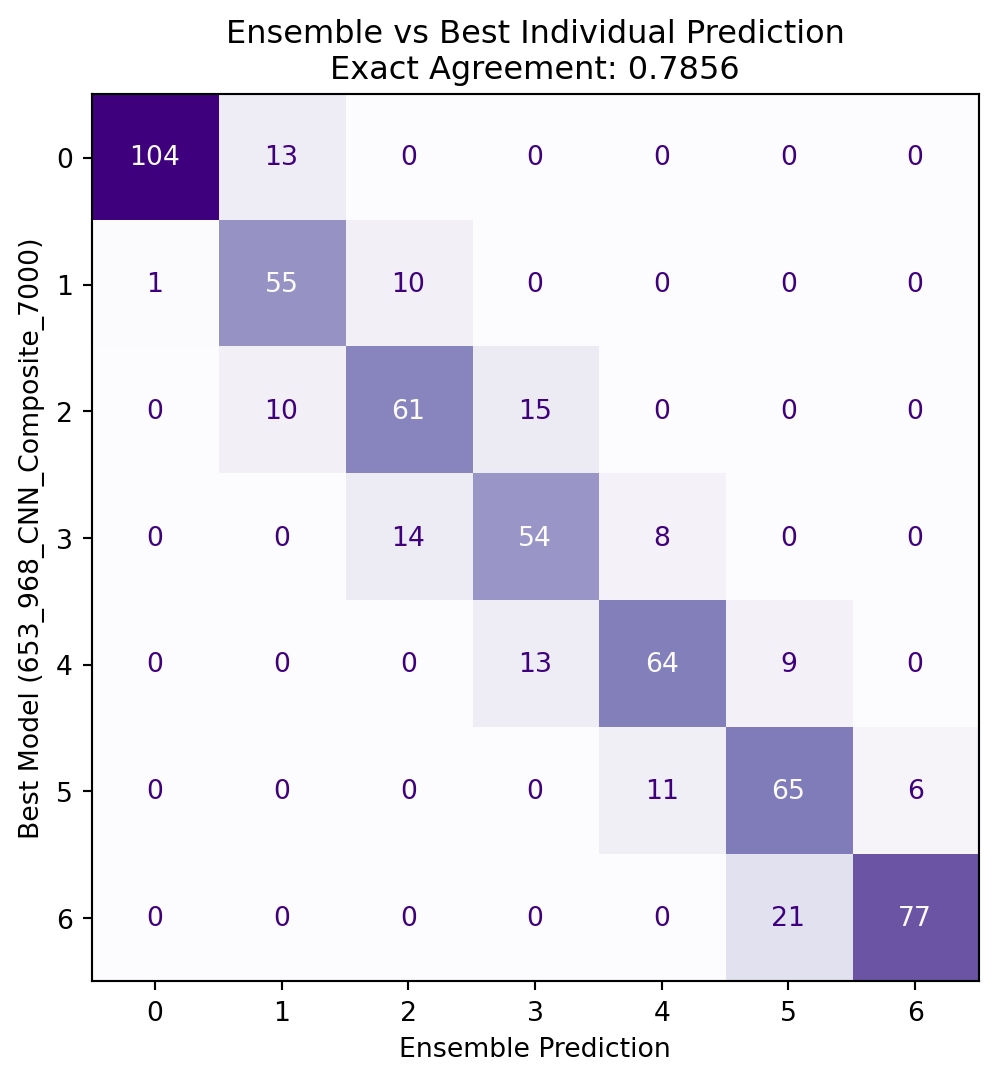 Ensemble vs Best Individual Prediction
Exact Agreement: 0.7856
Best Model (653_968_CNN_Composite_7000)
0 104 13 0 0 0 0 0
1 1 55 10 0 0 0 0
2 0 10 61 15 0 0 0
3 0 0 14 54 8 0 0
4 0 0 0 13 64 9 0
5 0 0 0 0 11 65 6
6 0 0 0 0 0 21 77
0 1 2 3 4 5 6
Ensemble Prediction